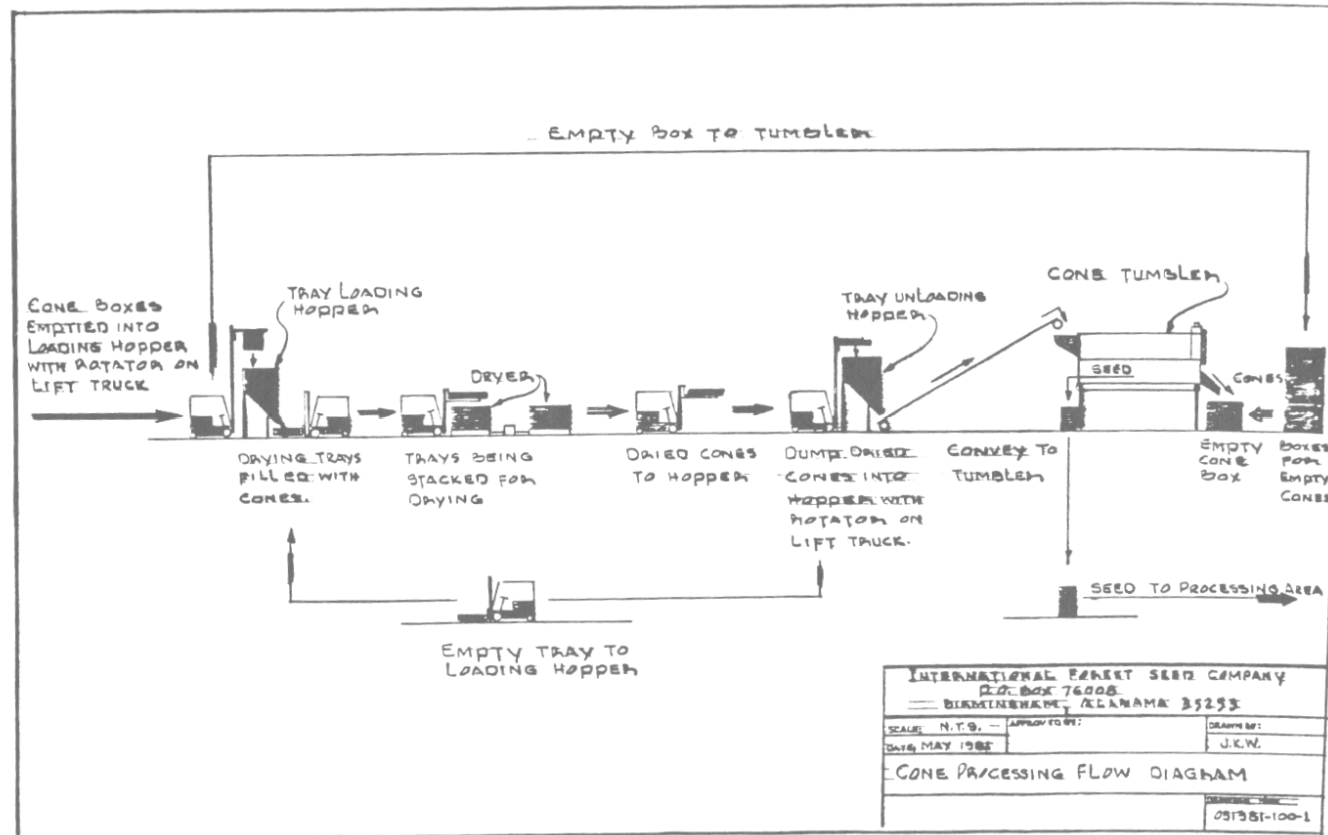 EMPTY BOX TO TUMBLER
CONE BOXES
EMPTIED INTO
LOADING HOPPER
WITH ROTATOR ON
LIFT TRUCK
TRAY LOADING
HOPPER
DRYER
TRAY UNLOADING
HOPPER
CONE TUMBLER
SEED
CONES
DRYING TRAYS
FILLED WITH
CONES.
TRAYS BEING
STACKED FOR
DRYING
DRIED CONES
TO HOPPER
DUMP DRIED
CONES INTO
HOPPER WITH
ROTATOR ON
LIFT TRUCK.
CONVEY TO
TUMBLER
EMPTY
CONE
BOX
BOXES
FOR
EMPTY
CONES
EMPTY TRAY TO
LOADING HOPPER
SEED TO PROCESSING AREA
INTERNATIONAL FOREST SEED COMPANY
P.O. BOX 76008
BIRMINGHAM, ALABAMA 35253
SCALE: N.T.S.
APPROVED BY:
DRAWN BY:
DATE: MAY 1985
J.K.W.
CONE PROCESSING FLOW DIAGRAM
051385-100-1